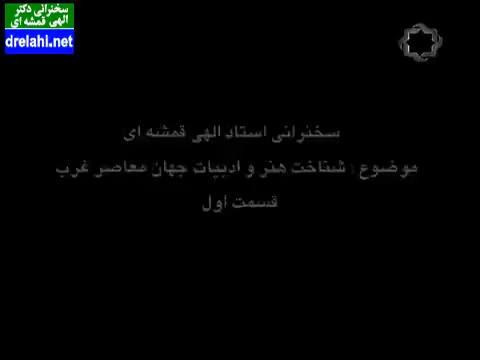 سخنرانی دکتر
الهی قمشه ای
drelahi.net
سخنرانی استاد الهی قمشه ای
موضوع : شناخت هنر و ادبیات جهان معاصر غرب
قسمت اول